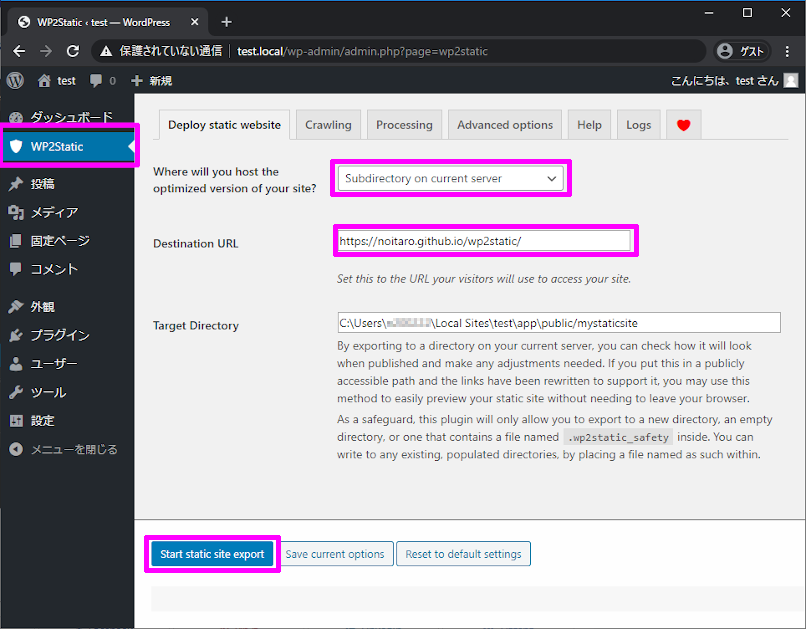 WP2Static ‹ test — WordPress
保護されていない通信 test.local/wp-admin/admin.php?page=wp2static ゲスト
test 0 新規 こんにちは、test さん
ダッシュボード
WP2Static
投稿
メディア
固定ページ
コメント
外観
プラグイン
ユーザー
ツール
設定
メニューを閉じる
Deploy static website Crawling Processing Advanced options Help Logs
Where will you host the
optimized version of your site?
Subdirectory on current server
Destination URL
https://noitaro.github.io/wp2static/
Set this to the URL your visitors will use to access your site.
Target Directory
C:\Users\ \Local Sites\test\app\public/mystaticsite
By exporting to a directory on your current server, you can check how it will look
when published and make any adjustments needed. If you put this in a publicly
accessible path and the links have been rewritten to support it, you may use this
method to easily preview your static site without needing to leave your browser.
As a safeguard, this plugin will only allow you to export to a new directory, an empty
directory, or one that contains a file named .wp2static_safety inside. You can
write to any existing, populated directories, by placing a file named as such within.
Start static site export Save current options Reset to default settings